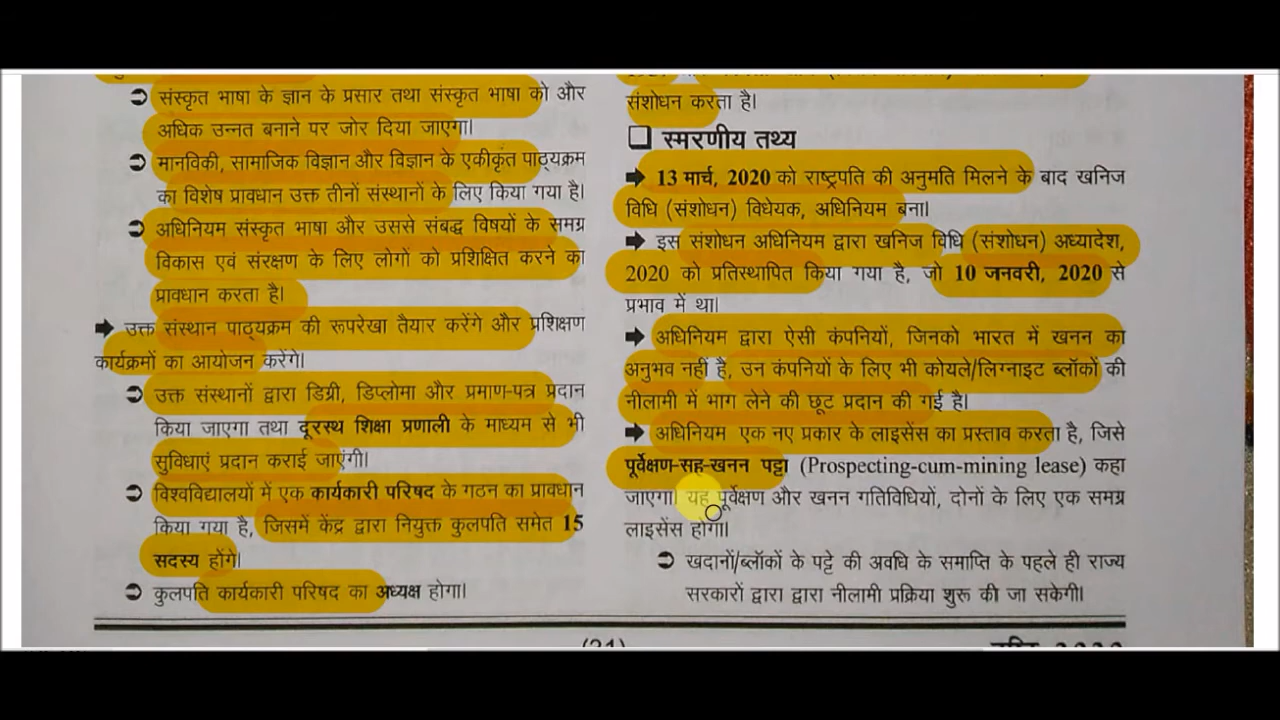 संस्कृत भाषा के ज्ञान के प्रसार तथा संस्कृत भाषा को और
अधिक उन्नत बनाने पर जोर दिया जाएगा।
मानविकी, सामाजिक विज्ञान और विज्ञान के एकीकृत पाठ्यक्रम
का विशेष प्रावधान उक्त तीनों संस्थानों के लिए किया गया है।
अधिनियम संस्कृत भाषा और उससे संबद्ध विषयों के समग्र
विकास एवं संरक्षण के लिए लोगों को प्रशिक्षित करने का
प्रावधान करता है।
उक्त संस्थान पाठ्यक्रम की रूपरेखा तैयार करेंगे और प्रशिक्षण
कार्यक्रमों का आयोजन करेंगे।
उक्त संस्थानों द्वारा डिग्री, डिप्लोमा और प्रमाण-पत्र प्रदान
किया जाएगा तथा दूरस्थ शिक्षा प्रणाली के माध्यम से भी
सुविधाएं प्रदान कराई जाएंगी।
विश्वविद्यालयों में एक कार्यकारी परिषद के गठन का प्रावधान
किया गया है, जिसमें केंद्र द्वारा नियुक्त कुलपति समेत 15
सदस्य होंगे।
कुलपति कार्यकारी परिषद का अध्यक्ष होगा।
संशोधन करता है।
स्मरणीय तथ्य
13 मार्च, 2020 को राष्ट्रपति की अनुमति मिलने के बाद खनिज
विधि (संशोधन) विधेयक, अधिनियम बना।
इस संशोधन अधिनियम द्वारा खनिज विधि (संशोधन) अध्यादेश,
2020 को प्रतिस्थापित किया गया है, जो 10 जनवरी, 2020 से
प्रभाव में था।
अधिनियम द्वारा ऐसी कंपनियों, जिनको भारत में खनन का
अनुभव नहीं है, उन कंपनियों के लिए भी कोयले/लिग्नाइट ब्लॉकों की
नीलामी में भाग लेने की छूट प्रदान की गई है।
अधिनियम एक नए प्रकार के लाइसेंस का प्रस्ताव करता है, जिसे
पूर्वेक्षण-सह-खनन पट्टा (Prospecting-cum-mining lease) कहा
जाएगा। यह पूर्वेक्षण और खनन गतिविधियों, दोनों के लिए एक समग्र
लाइसेंस होगा।
खदानों/ब्लॉकों के पट्टे की अवधि के समाप्ति के पहले ही राज्य
सरकारों द्वारा द्वारा नीलामी प्रक्रिया शुरू की जा सकेगी।